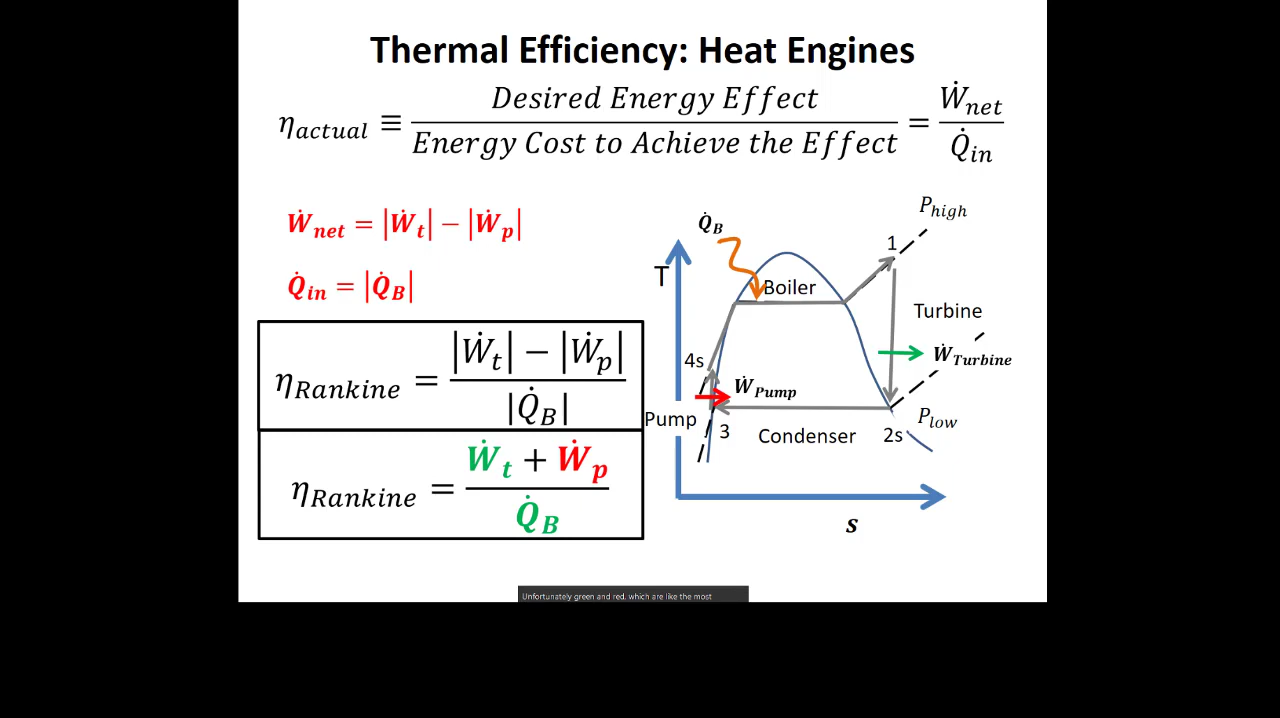 Thermal Efficiency: Heat Engines
η_actual ≡ Desired Energy Effect / Energy Cost to Achieve the Effect = Ẇ_net / Q̇_in
Ẇ_net = |Ẇ_t| − |Ẇ_p|
Q̇_in = |Q̇_B|
η_Rankine = |Ẇ_t| − |Ẇ_p| / |Q̇_B|
η_Rankine = Ẇ_t + Ẇ_p / Q̇_B
P_high
Q̇_B
1
T
Boiler
Turbine
4s
Ẇ_Turbine
Ẇ_Pump
Pump
3
Condenser
2s
P_low
s
Unfortunately green and red, which are like the most